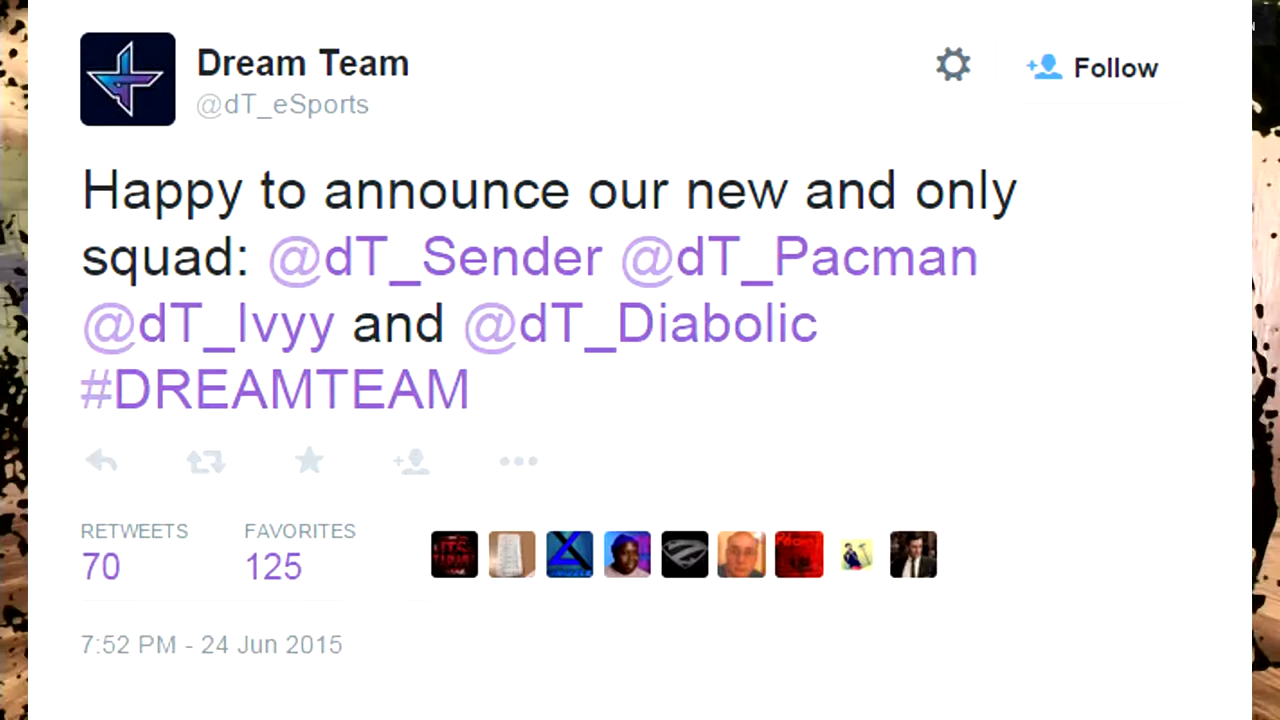 Dream Team
@dT_eSports
Follow
Happy to announce our new and only
squad: @dT_Sender @dT_Pacman
@dT_Ivyy and @dT_Diabolic
#DREAMTEAM
RETWEETS FAVORITES
70 125
7:52 PM - 24 Jun 2015